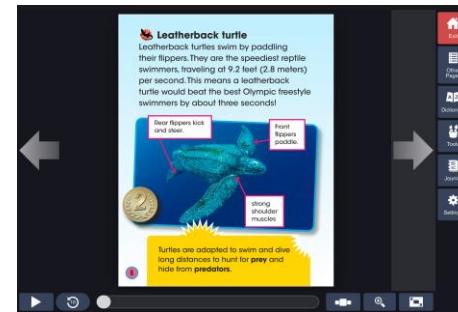 Leatherback turtle
Leatherback turtles swim by paddling
their flippers. They are the speediest reptile
swimmers, traveling at 9.2 feet (2.8 meters)
per second. This means a leatherback
turtle would beat the best Olympic freestyle
swimmers by about three seconds!
Rear flippers kick
and steer.
Front
flippers
paddle.
strong
shoulder
muscles
2
Turtles are adapted to swim and dive
long distances to hunt for prey and
hide from predators.
Exit
Tools